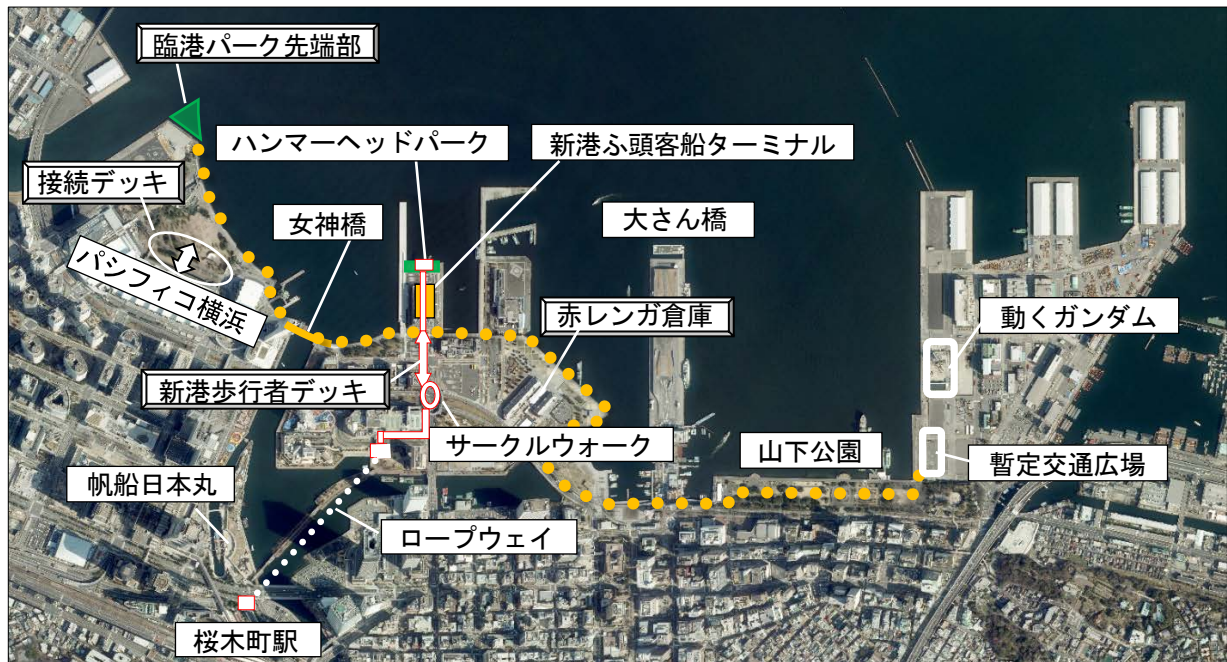 臨港パーク先端部
ハンマーヘッドパーク
新港ふ頭客船ターミナル
接続デッキ
女神橋
大さん橋
パシフィコ横浜
赤レンガ倉庫
動くガンダム
新港歩行者デッキ
サークルウォーク
山下公園
暫定交通広場
帆船日本丸
ロープウェイ
桜木町駅